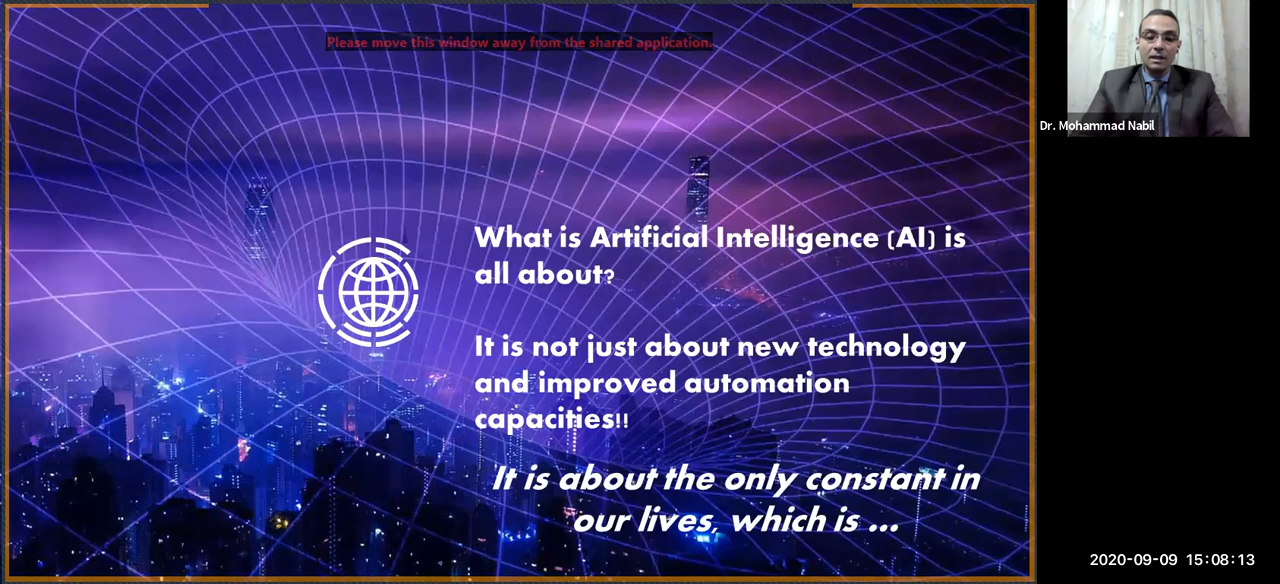 Please move this window away from the shared application.
What is Artificial Intelligence (AI) is
all about?
It is not just about new technology
and improved automation
capacities!!
It is about the only constant in
our lives, which is ...
Dr. Mohammad Nabil
2020-09-09 15:08:13